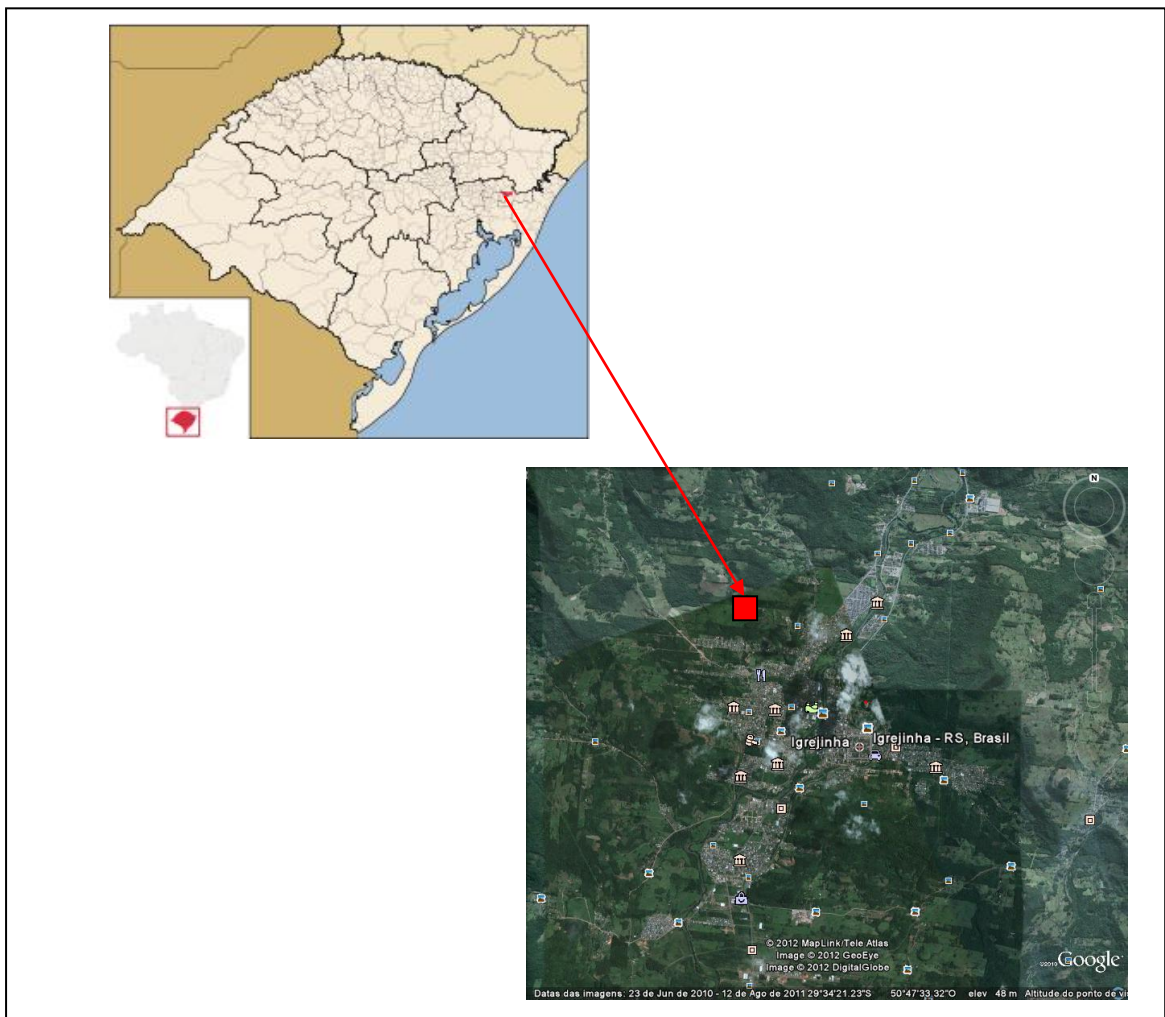 N
Igrejinha
Igrejinha - RS, Brasil
© 2012 MapLink/Tele Atlas
Image © 2012 GeoEye
Image © 2012 DigitalGlobe
©2010 Google
Datas das imagens: 23 de Jun de 2010 - 12 de Ago de 2011 29°34'21.23"S 50°47'33.32"O elev 48 m Altitude do ponto de